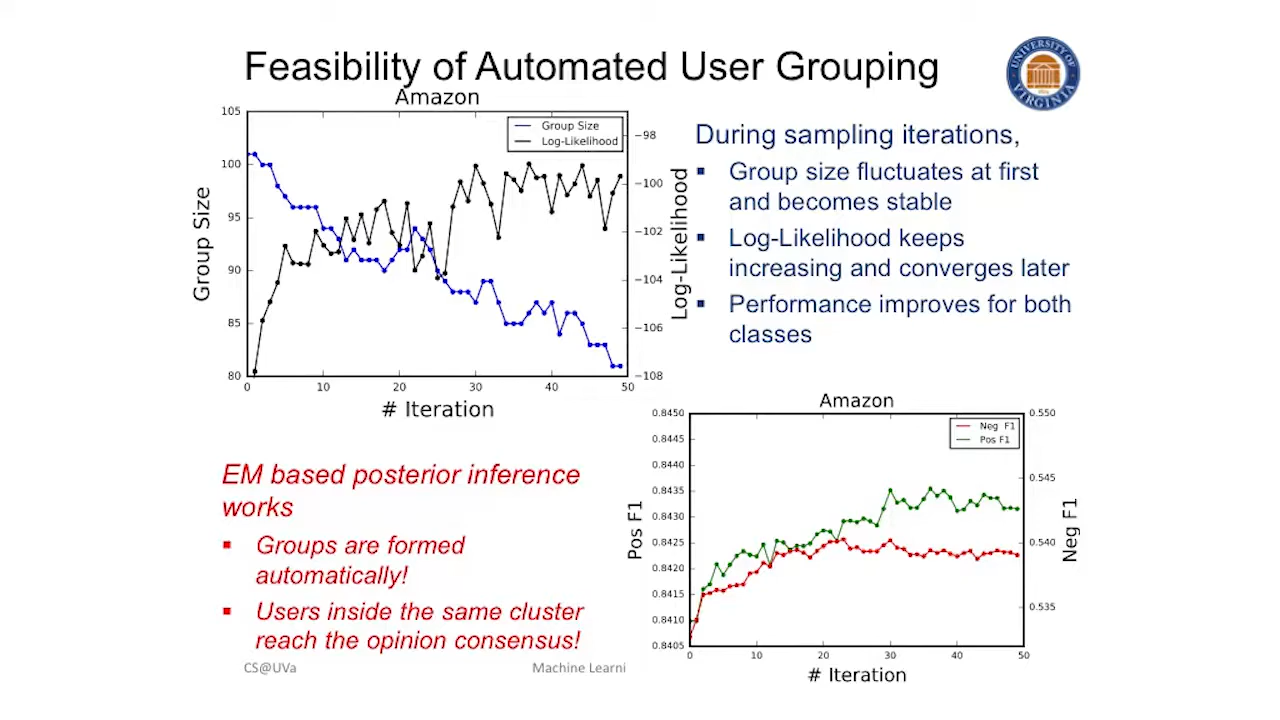 Feasibility of Automated User Grouping
UNIVERSITY OF VIRGINIA
Amazon
Group Size
Log-Likelihood
105
100
95
90
85
80
−98
−100
−102
−104
−106
−108
0 10 20 30 40 50
Group Size
Log-Likelihood
# Iteration
During sampling iterations,
Group size fluctuates at first
and becomes stable
Log-Likelihood keeps
increasing and converges later
Performance improves for both
classes
EM based posterior inference
works
Groups are formed
automatically!
Users inside the same cluster
reach the opinion consensus!
Amazon
Neg F1
Pos F1
0.8450
0.8445
0.8440
0.8435
0.8430
0.8425
0.8420
0.8415
0.8410
0.8405
0.550
0.545
0.540
0.535
0 10 20 30 40 50
Pos F1
Neg F1
# Iteration
CS@UVa
Machine Learni